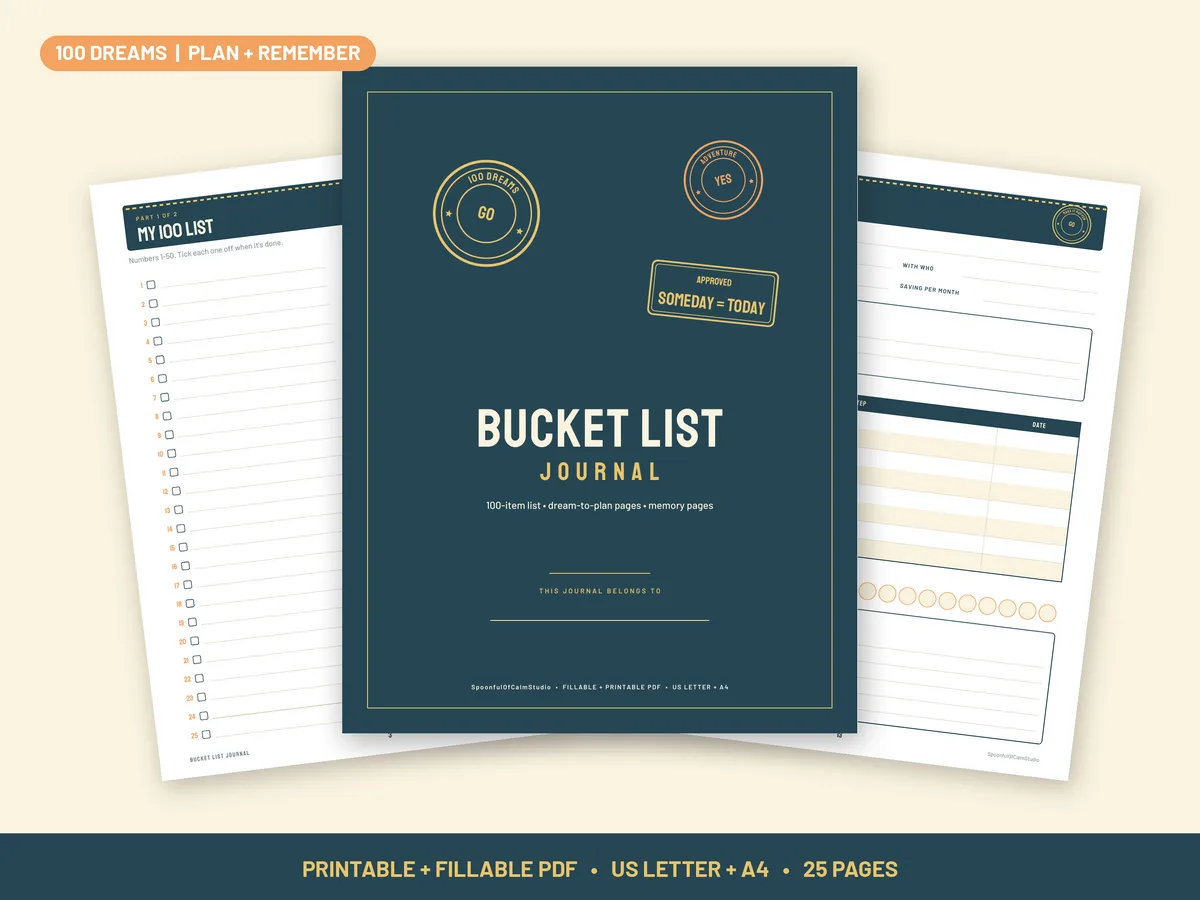 100 DREAMS | PLAN + REMEMBER
PART 1 OF 2
MY 100 LIST
Numbers 1-50. Tick each one off when it's done.
1
2
3
4
5
6
7
8
9
10
11
12
13
14
15
16
17
18
19
20
21
22
23
24
25
BUCKET LIST JOURNAL
3
100 DREAMS
GO
ADVENTURE
YES
APPROVED
SOMEDAY = TODAY
BUCKET LIST
JOURNAL
100-item list • dream-to-plan pages • memory pages
THIS JOURNAL BELONGS TO
SpoonfulOfCalmStudio • FILLABLE + PRINTABLE PDF • US LETTER + A4
GO
WITH WHO
SAVING PER MONTH
DATE
SpoonfulOfCalmStudio
PRINTABLE + FILLABLE PDF • US LETTER + A4 • 25 PAGES